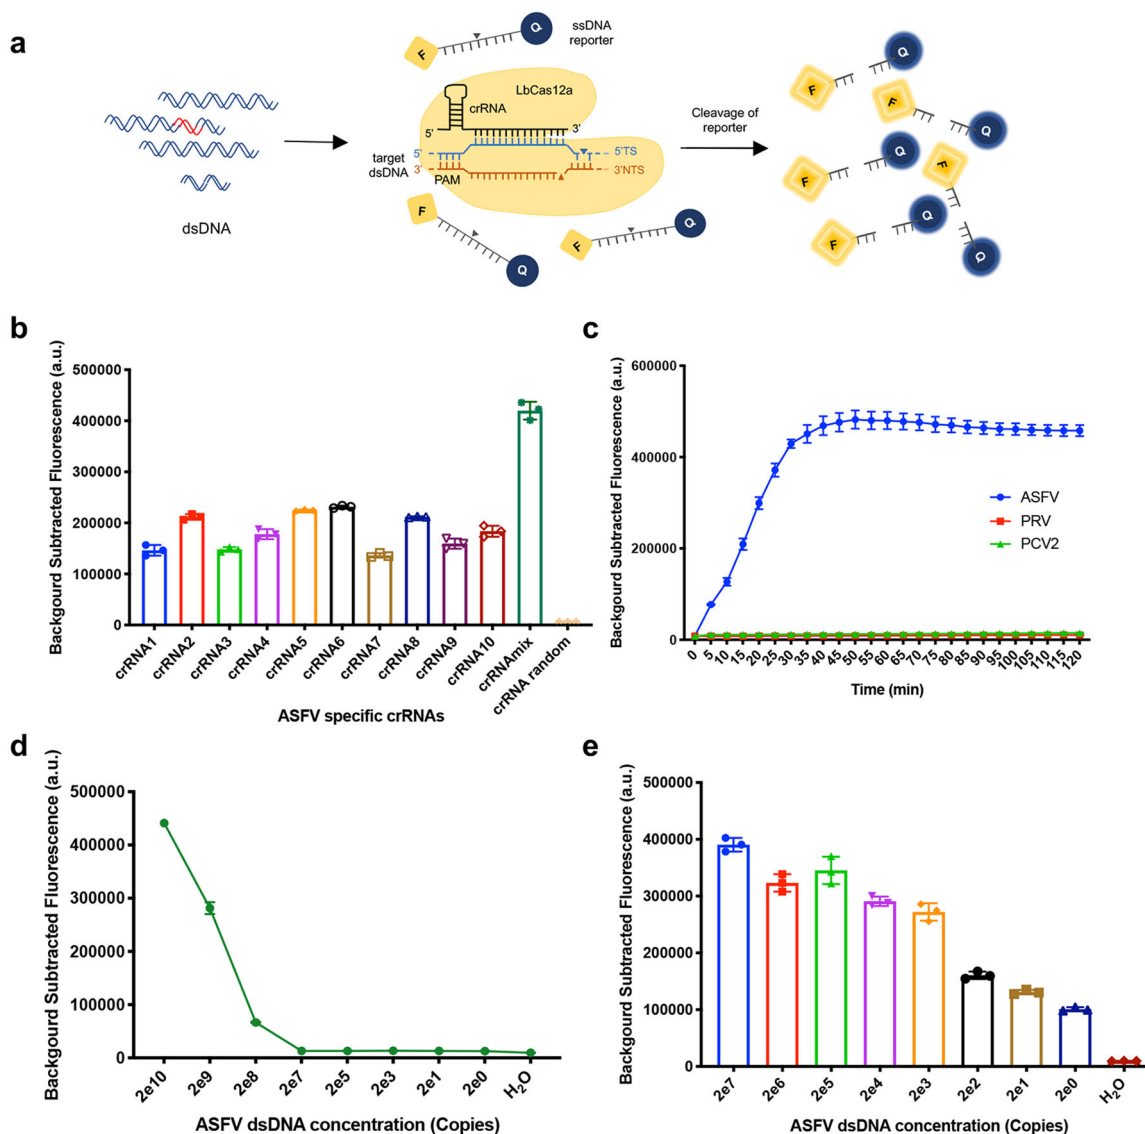 a
ssDNA
reporter
F
Q
LbCas12a
crRNA
5'
3'
target
dsDNA
5'
5'TS
3'
3'NTS
PAM
F
Q
F
Q
dsDNA
Cleavage of
reporter
F
Q
F
Q
F
Q
F
F
Q
Q
b
Backgourd Subtracted Fluorescence (a.u.)
500000
400000
300000
200000
100000
0
crRNA1
crRNA2
crRNA3
crRNA4
crRNA5
crRNA6
crRNA7
crRNA8
crRNA9
crRNA10
crRNAmix
crRNA random
ASFV specific crRNAs
c
Backgourd Subtracted Fluorescence (a.u.)
600000
400000
200000
0
ASFV
PRV
PCV2
0 5 10 15 20 25 30 35 40 45 50 55 60 65 70 75 80 85 90 95 100 105 110 115 120
Time (min)
d
Backgourd Subtracted Fluorescence (a.u.)
500000
400000
300000
200000
100000
0
2e10 2e9 2e8 2e7 2e5 2e3 2e1 2e0 H2O
ASFV dsDNA concentration (Copies)
e
Backgourd Subtracted Fluorescence (a.u.)
500000
400000
300000
200000
100000
0
2e7 2e6 2e5 2e4 2e3 2e2 2e1 2e0 H2O
ASFV dsDNA concentration (Copies)